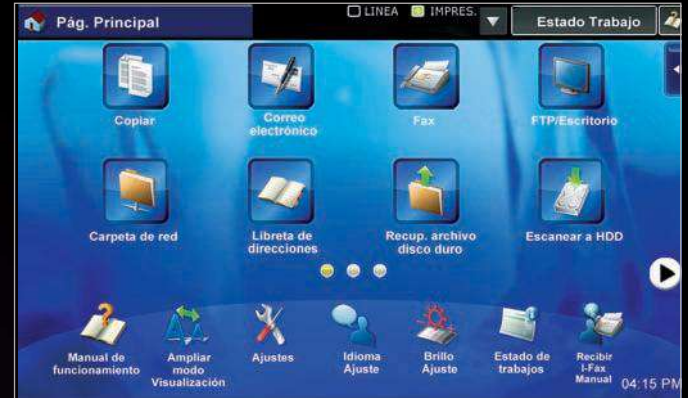 Pág. Principal
LINEA
IMPRES.
Estado Trabajo
Copiar
Correo
electrónico
Fax
FTP/Escritorio
Carpeta de red
Libreta de
direcciones
Recup. archivo
disco duro
Escanear a HDD
Manual de
funcionamiento
Ampliar
modo
Visualización
Ajustes
Idioma
Ajuste
Brillo
Ajuste
Estado de
trabajos
Recibir
I-Fax
Manual
04:15 PM